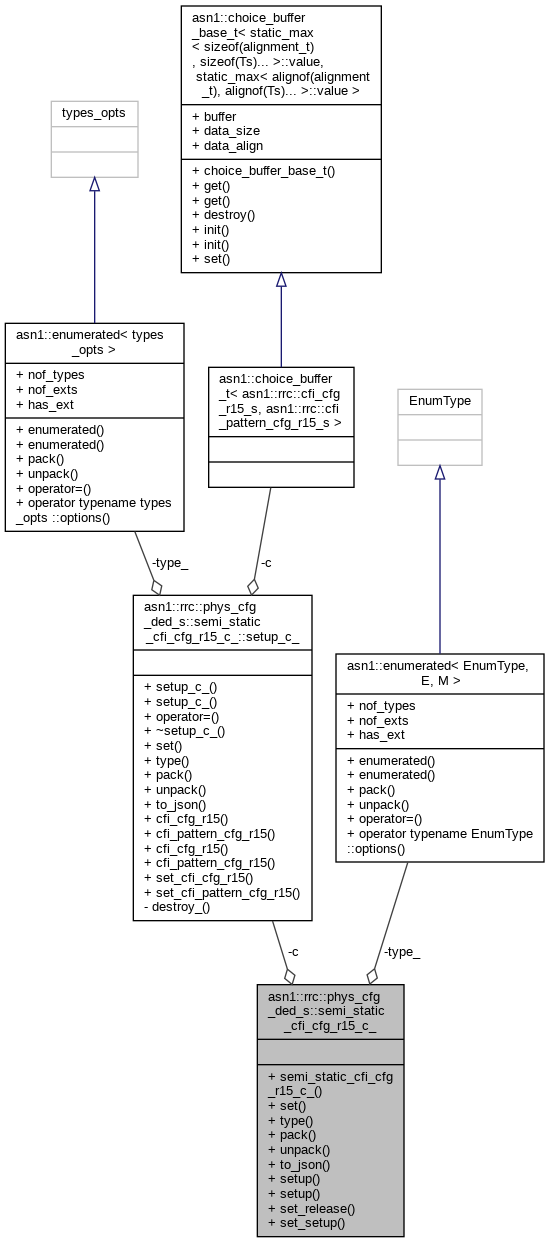 asn1::choice_buffer
_base_t< static_max
< sizeof(alignment_t)
, sizeof(Ts)... >::value,
static_max< alignof(alignment
_t), alignof(Ts)... >::value >
+ buffer
+ data_size
+ data_align
+ choice_buffer_base_t()
+ get()
+ get()
+ destroy()
+ init()
+ init()
+ set()
types_opts
asn1::enumerated< types
_opts >
+ nof_types
+ nof_exts
+ has_ext
+ enumerated()
+ enumerated()
+ pack()
+ unpack()
+ operator=()
+ operator typename types
_opts ::options()
asn1::choice_buffer
_t< asn1::rrc::cfi_cfg
_r15_s, asn1::rrc::cfi
_pattern_cfg_r15_s >
EnumType
-type_
-c
asn1::rrc::phys_cfg
_ded_s::semi_static
_cfi_cfg_r15_c_::setup_c_
+ setup_c_()
+ setup_c_()
+ operator=()
+ ~setup_c_()
+ set()
+ type()
+ pack()
+ unpack()
+ to_json()
+ cfi_cfg_r15()
+ cfi_pattern_cfg_r15()
+ cfi_cfg_r15()
+ cfi_pattern_cfg_r15()
+ set_cfi_cfg_r15()
+ set_cfi_pattern_cfg_r15()
- destroy_()
asn1::enumerated< EnumType,
E, M >
+ nof_types
+ nof_exts
+ has_ext
+ enumerated()
+ enumerated()
+ pack()
+ unpack()
+ operator=()
+ operator typename EnumType
::options()
-c
-type_
asn1::rrc::phys_cfg
_ded_s::semi_static
_cfi_cfg_r15_c_
+ semi_static_cfi_cfg
_r15_c_()
+ set()
+ type()
+ pack()
+ unpack()
+ to_json()
+ setup()
+ setup()
+ set_release()
+ set_setup()